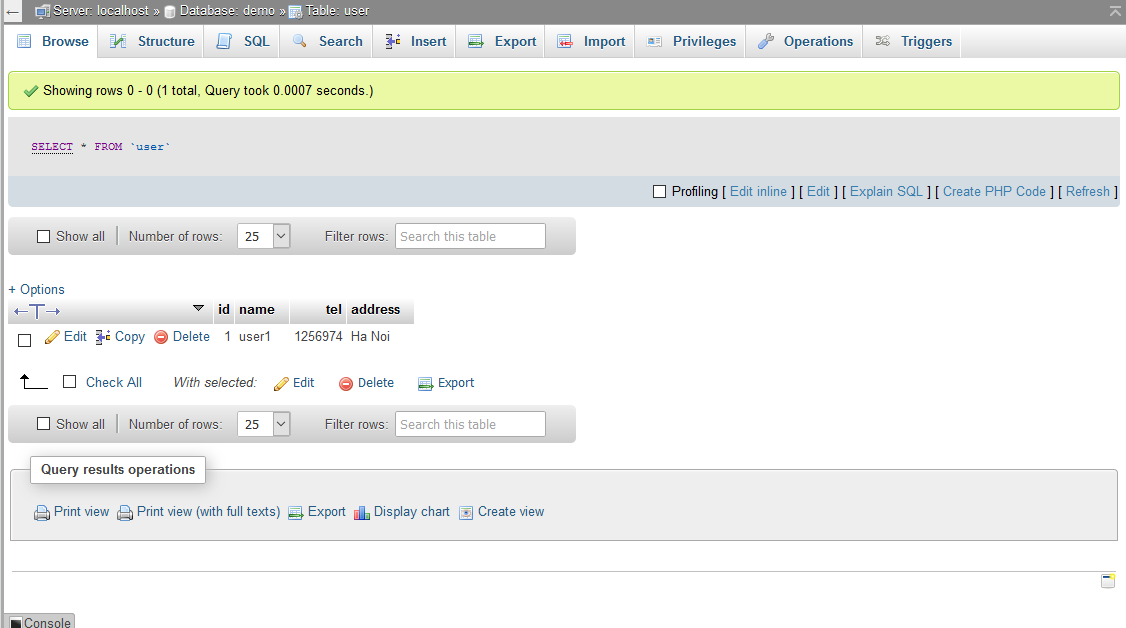 Server: localhost » Database: demo » Table: user
Browse Structure SQL Search Insert Export Import Privileges Operations Triggers
Showing rows 0 - 0 (1 total, Query took 0.0007 seconds.)
SELECT * FROM `user`
Profiling [ Edit inline ] [ Edit ] [ Explain SQL ] [ Create PHP Code ] [ Refresh ]
Show all Number of rows: 25 Filter rows: Search this table
+ Options
←T→ id name tel address
Edit Copy Delete 1 user1 1256974 Ha Noi
Check All With selected: Edit Delete Export
Show all Number of rows: 25 Filter rows: Search this table
Query results operations
Print view Print view (with full texts) Export Display chart Create view
Console